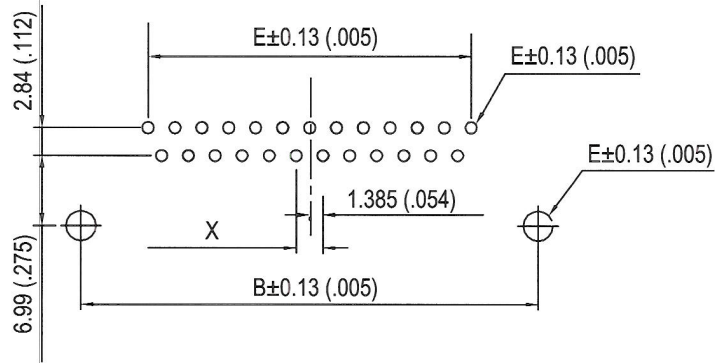 2.84 (.112)
E±0.13 (.005)
E±0.13 (.005)
E±0.13 (.005)
1.385 (.054)
X
6.99 (.275)
B±0.13 (.005)